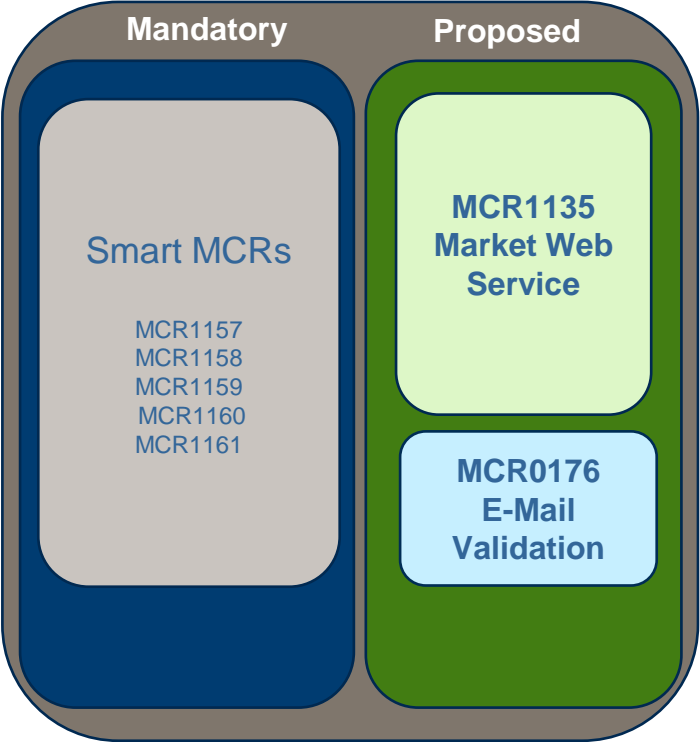 Mandatory
Proposed
Smart MCRs
MCR1157
MCR1158
MCR1159
MCR1160
MCR1161
MCR1135
Market Web
Service
MCR0176
E-Mail
Validation